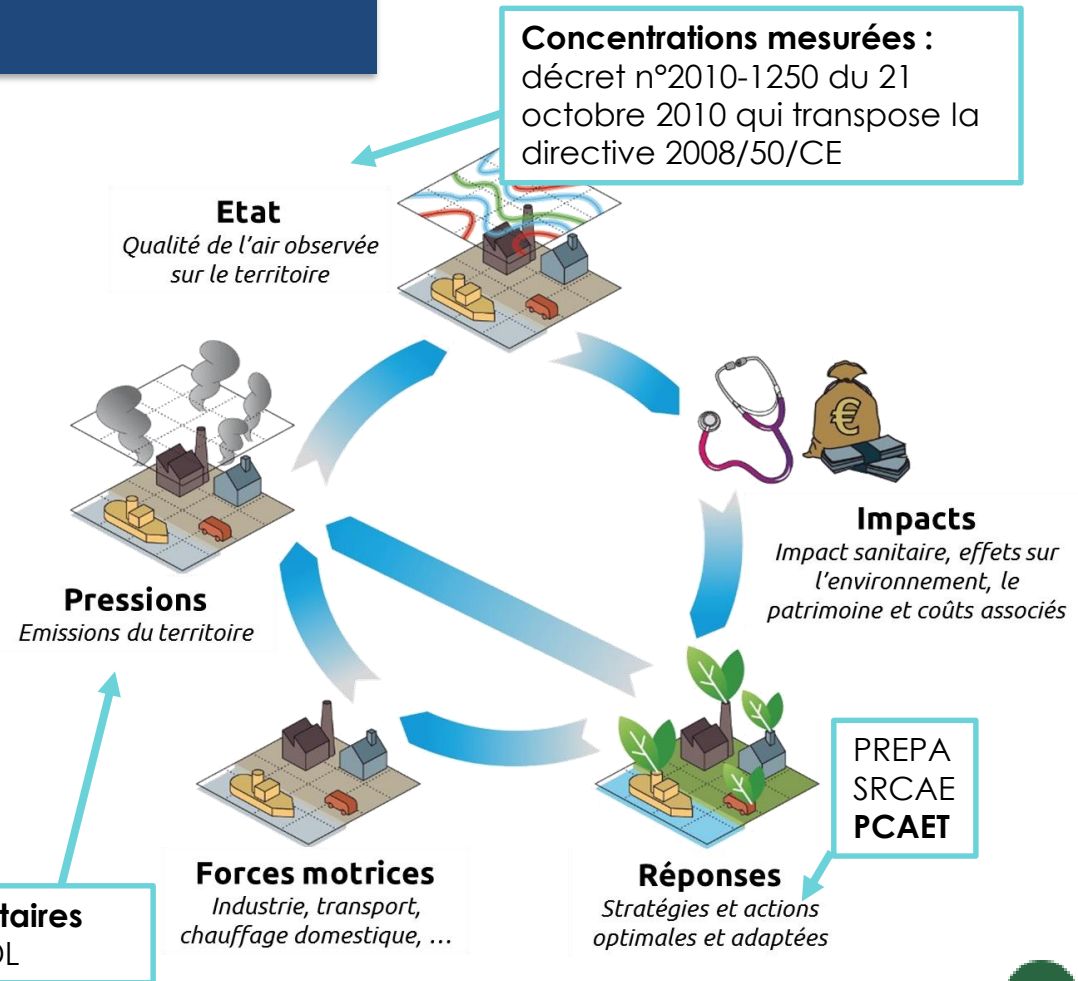 Concentrations mesurées :
décret n°2010-1250 du 21
octobre 2010 qui transpose la
directive 2008/50/CE
Etat
Qualité de l'air observée
sur le territoire
Impacts
Impact sanitaire, effets sur
l'environnement, le
patrimoine et coûts associés
Pressions
Emissions du territoire
PREPA
SRCAE
PCAET
Forces motrices
Industrie, transport,
chauffage domestique, ...
Réponses
Stratégies et actions
optimales et adaptées